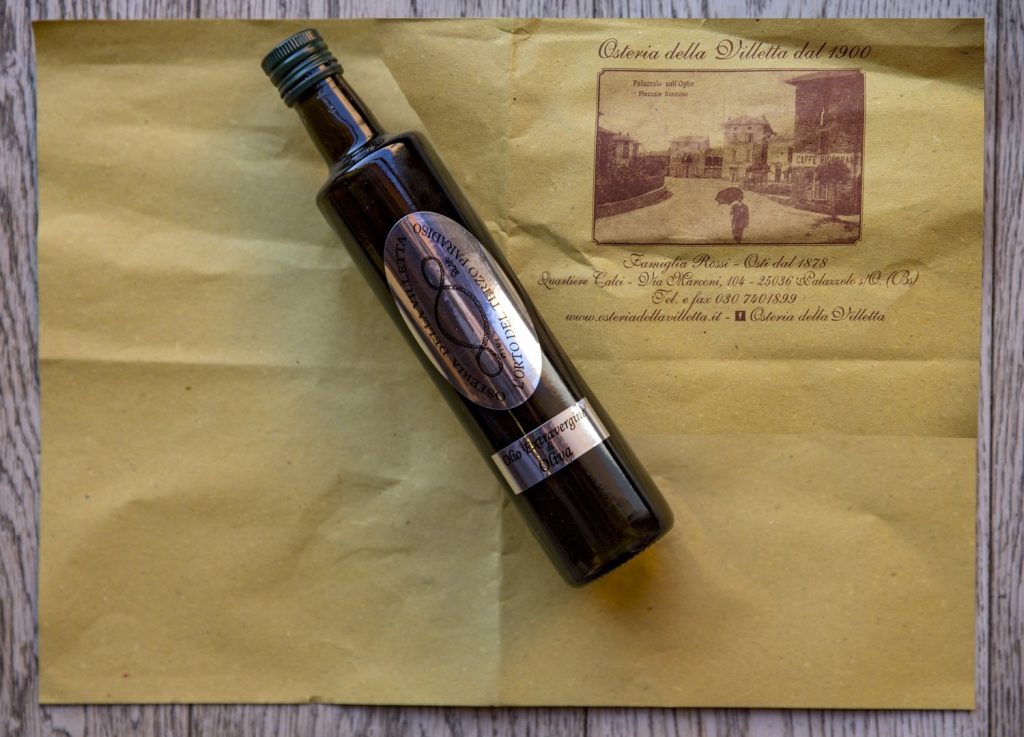 Osteria della Villetta dal 1900
Palazzolo sull'Oglio
Piazzale Stazione
CAFFÈ RISTORAN
Famiglia Rossi - Osti dal 1878
Quartiere Calci - Via Marconi, 104 - 25036 Palazzolo s/O. (Bs)
Tel. e fax 030 7401899
www.osteriadellavilletta.it - f Osteria della Villetta
OSTERIA DELLA VILLETTA
L'ORTO DEL TERZO PARADISO
Olio Extravergine
di
Oliva